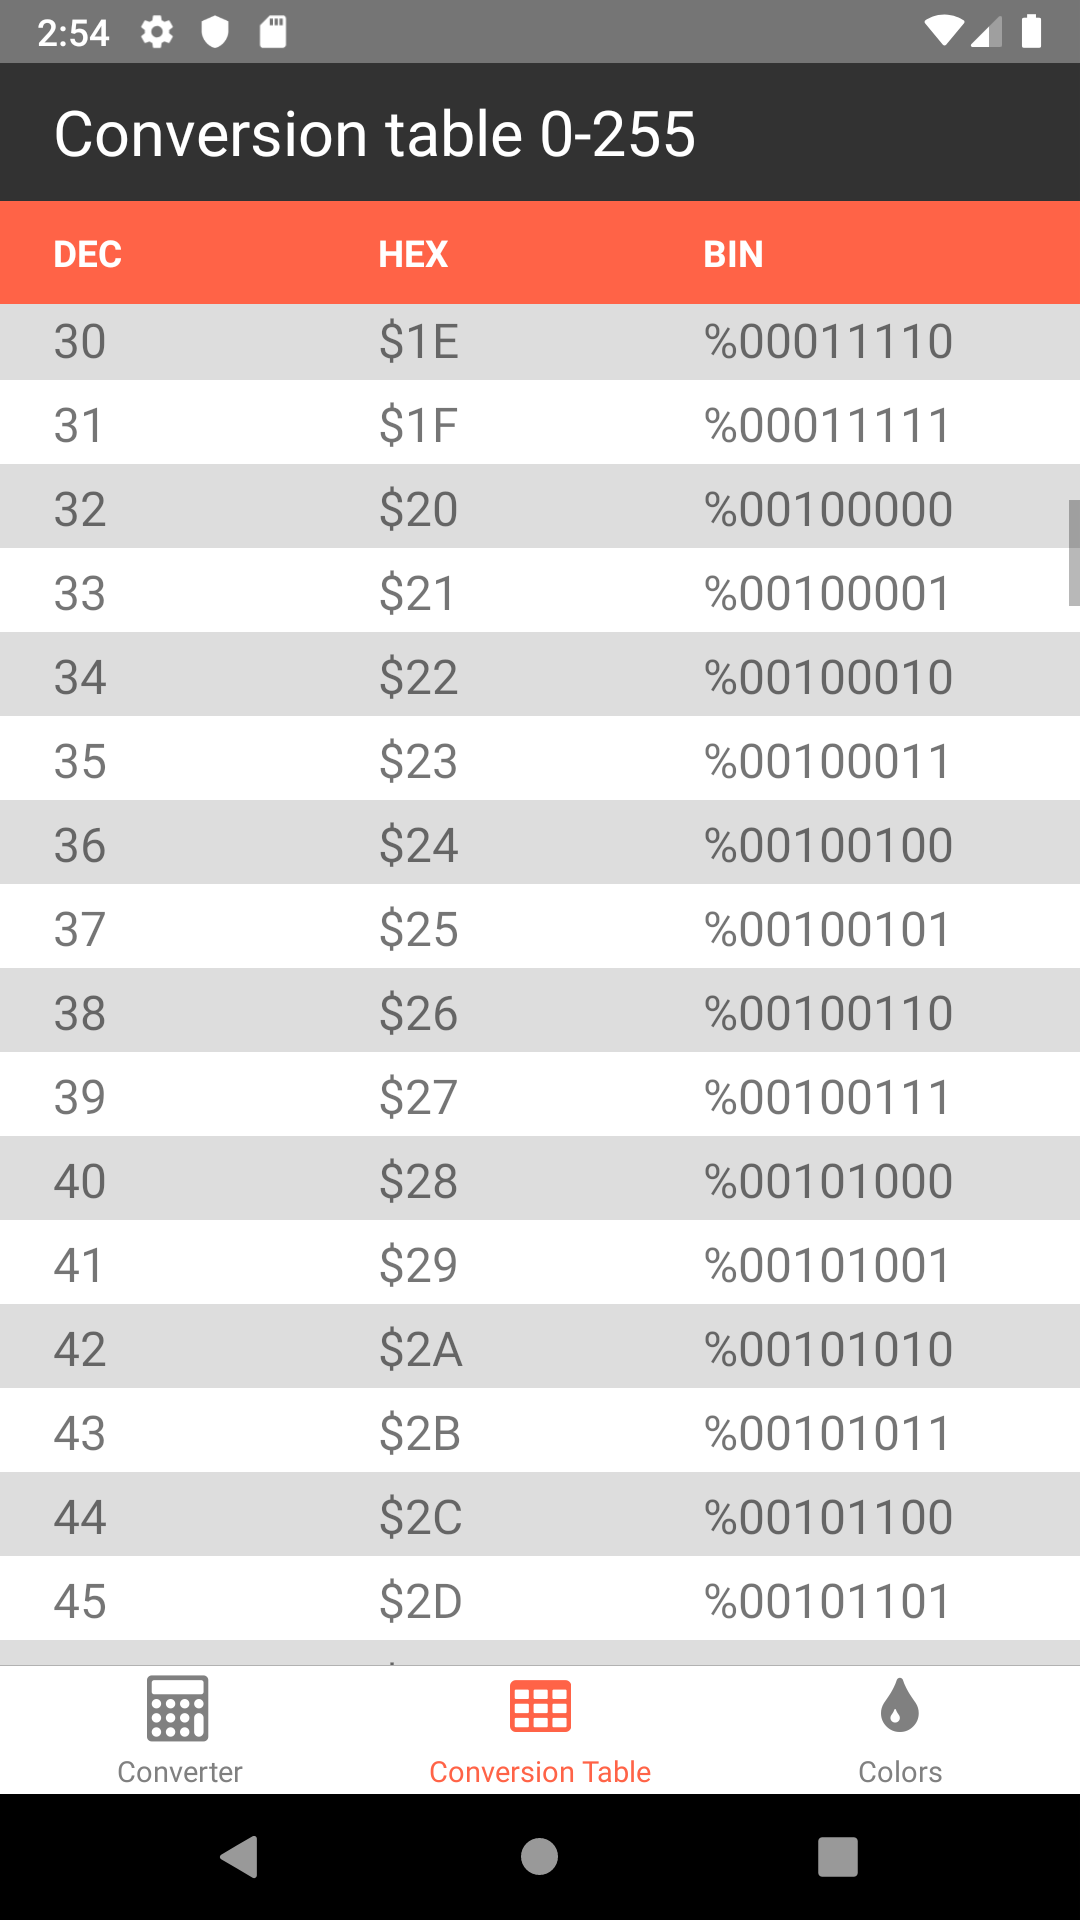 2:54
Conversion table 0-255
DEC HEX BIN
30 $1E %00011110
31 $1F %00011111
32 $20 %00100000
33 $21 %00100001
34 $22 %00100010
35 $23 %00100011
36 $24 %00100100
37 $25 %00100101
38 $26 %00100110
39 $27 %00100111
40 $28 %00101000
41 $29 %00101001
42 $2A %00101010
43 $2B %00101011
44 $2C %00101100
45 $2D %00101101
Converter Conversion Table Colors